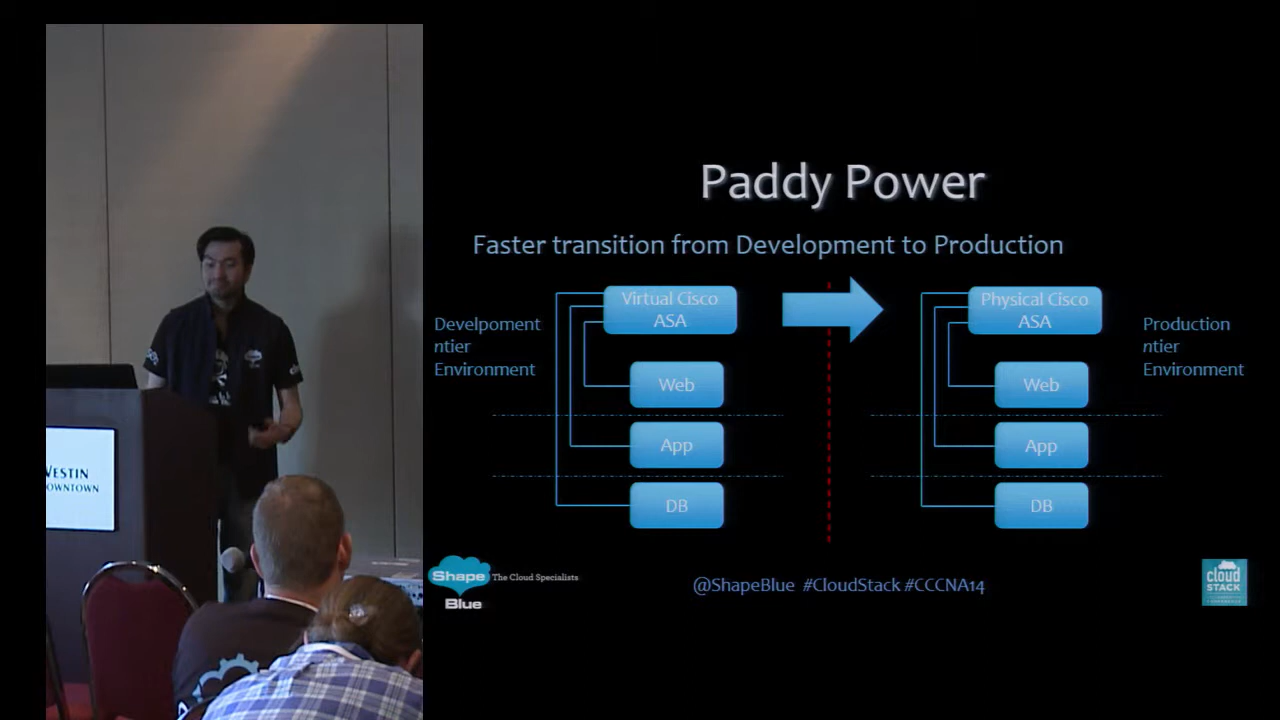 Paddy Power
Faster transition from Development to Production
Develpoment
ntier
Environment
Virtual Cisco
ASA
Web
App
DB
Physical Cisco
ASA
Web
App
DB
Production
ntier
Environment
Shape
Blue
The Cloud Specialists
@ShapeBlue #CloudStack #CCCNA14
cloud
STACK
WESTIN
DOWNTOWN